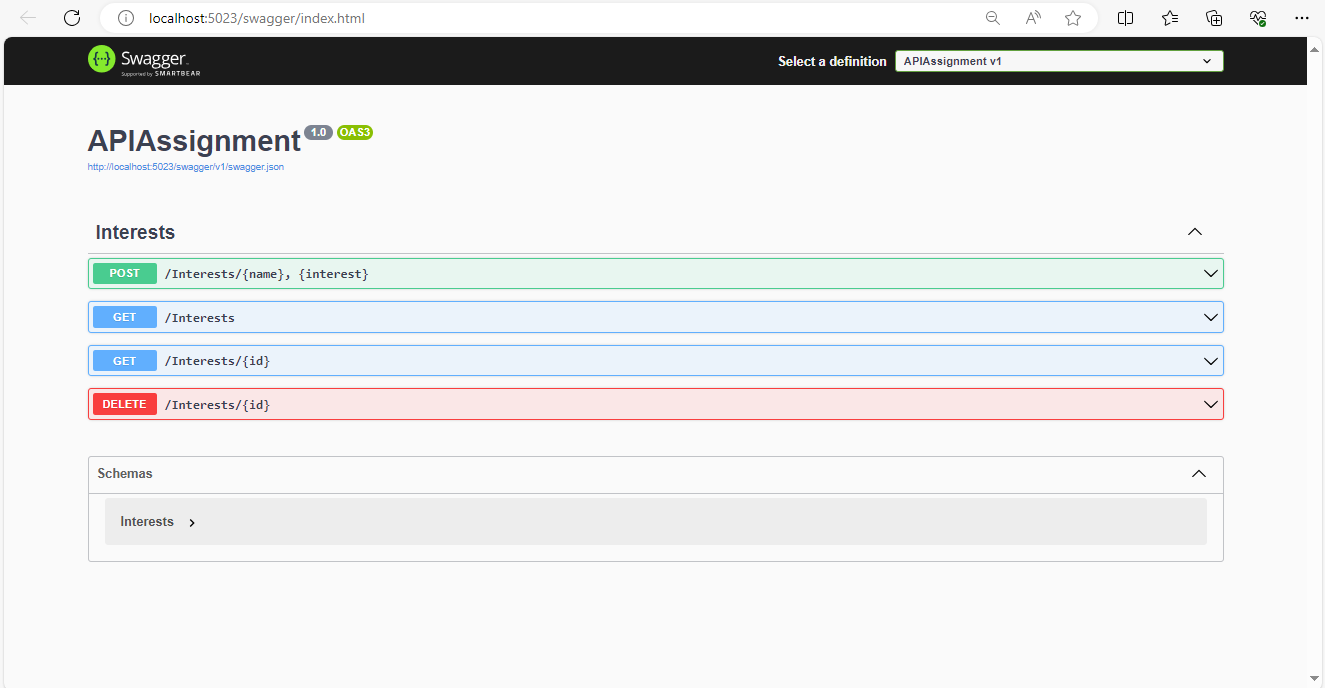 localhost:5023/swagger/index.html
Swagger
Supported by SMARTBEAR
Select a definition
APIAssignment v1
APIAssignment 1.0 OAS3
http://localhost:5023/swagger/v1/swagger.json
Interests
POST /Interests/{name}, {interest}
GET /Interests
GET /Interests/{id}
DELETE /Interests/{id}
Schemas
Interests